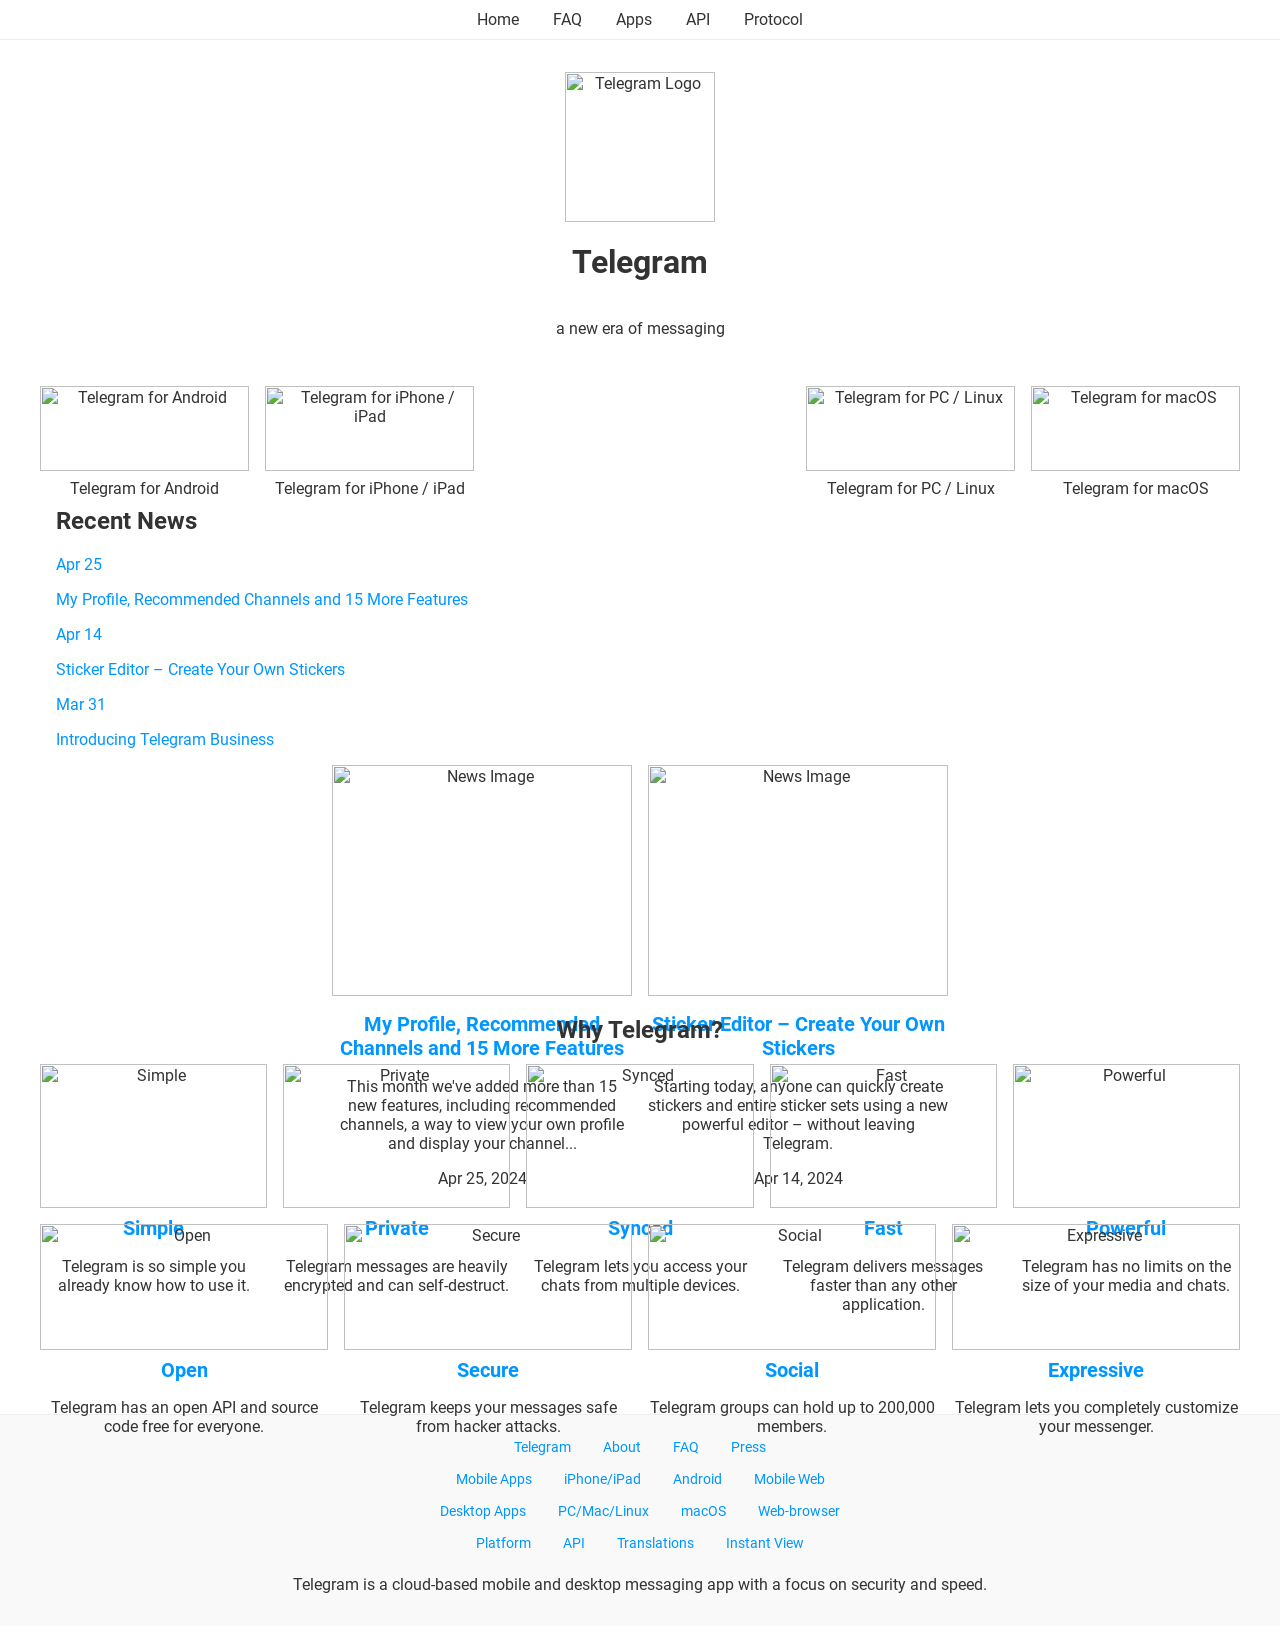 Home FAQ Apps API Protocol
Telegram Logo
Telegram
a new era of messaging
Telegram for Android
Telegram for iPhone /
iPad
Telegram for PC / Linux
Telegram for macOS
Telegram for Android
Telegram for iPhone / iPad
Telegram for PC / Linux
Telegram for macOS
Recent News
Apr 25
My Profile, Recommended Channels and 15 More Features
Apr 14
Sticker Editor – Create Your Own Stickers
Mar 31
Introducing Telegram Business
News Image
News Image
My Profile, Recommended
Channels and 15 More Features
This month we've added more than 15
new features, including recommended
channels, a way to view your own profile
and display your channel...
Apr 25, 2024
Sticker Editor – Create Your Own
Stickers
Starting today, anyone can quickly create
stickers and entire sticker sets using a new
powerful editor – without leaving
Telegram.
Apr 14, 2024
Why Telegram?
Simple
Private
Synced
Fast
Powerful
Simple
Telegram is so simple you
already know how to use it.
Private
Telegram messages are heavily
encrypted and can self-destruct.
Synced
Telegram lets you access your
chats from multiple devices.
Fast
Telegram delivers messages
faster than any other
application.
Powerful
Telegram has no limits on the
size of your media and chats.
Open
Secure
Social
Expressive
Open
Telegram has an open API and source
code free for everyone.
Secure
Telegram keeps your messages safe
from hacker attacks.
Social
Telegram groups can hold up to 200,000
members.
Expressive
Telegram lets you completely customize
your messenger.
Telegram About FAQ Press
Mobile Apps iPhone/iPad Android Mobile Web
Desktop Apps PC/Mac/Linux macOS Web-browser
Platform API Translations Instant View
Telegram is a cloud-based mobile and desktop messaging app with a focus on security and speed.